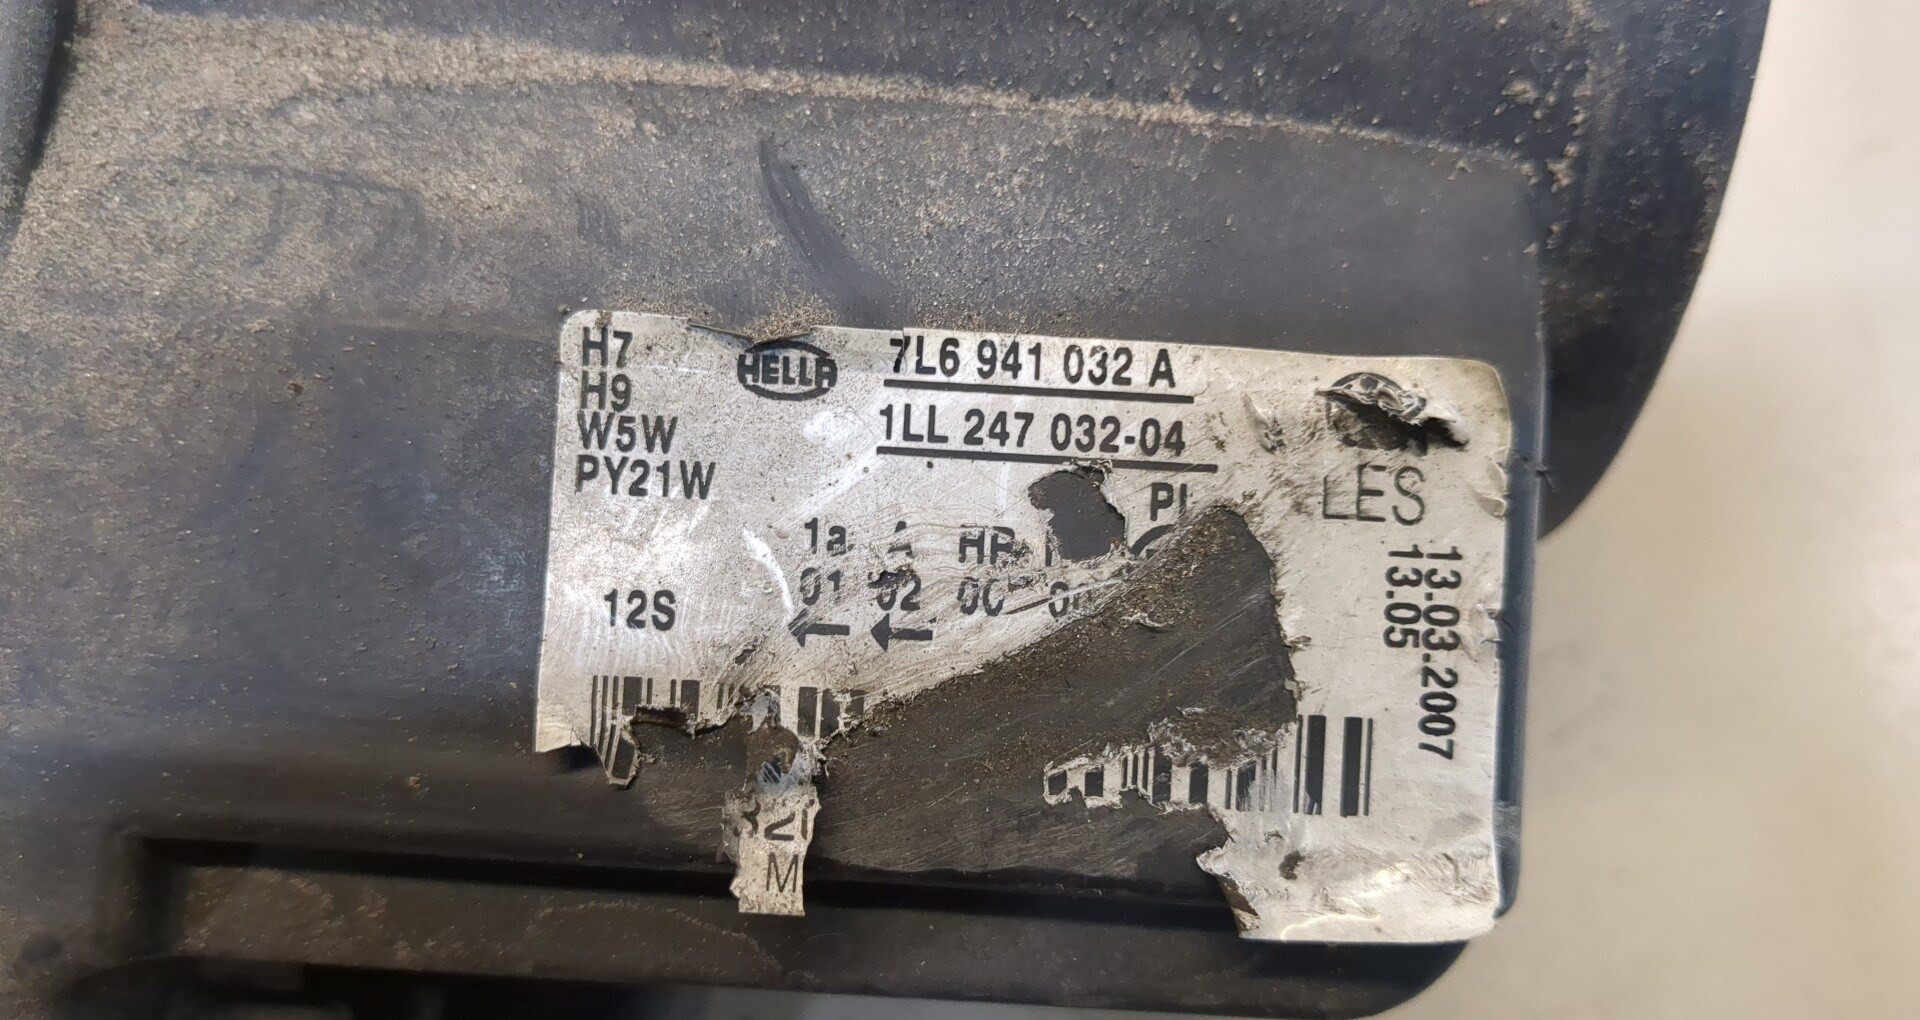 H7
H9
W5W
PY21W
HELLA
7L6 941 032 A
1LL 247 032-04
LES
1a A
01 02
12S
13.03.2007
13.05
M